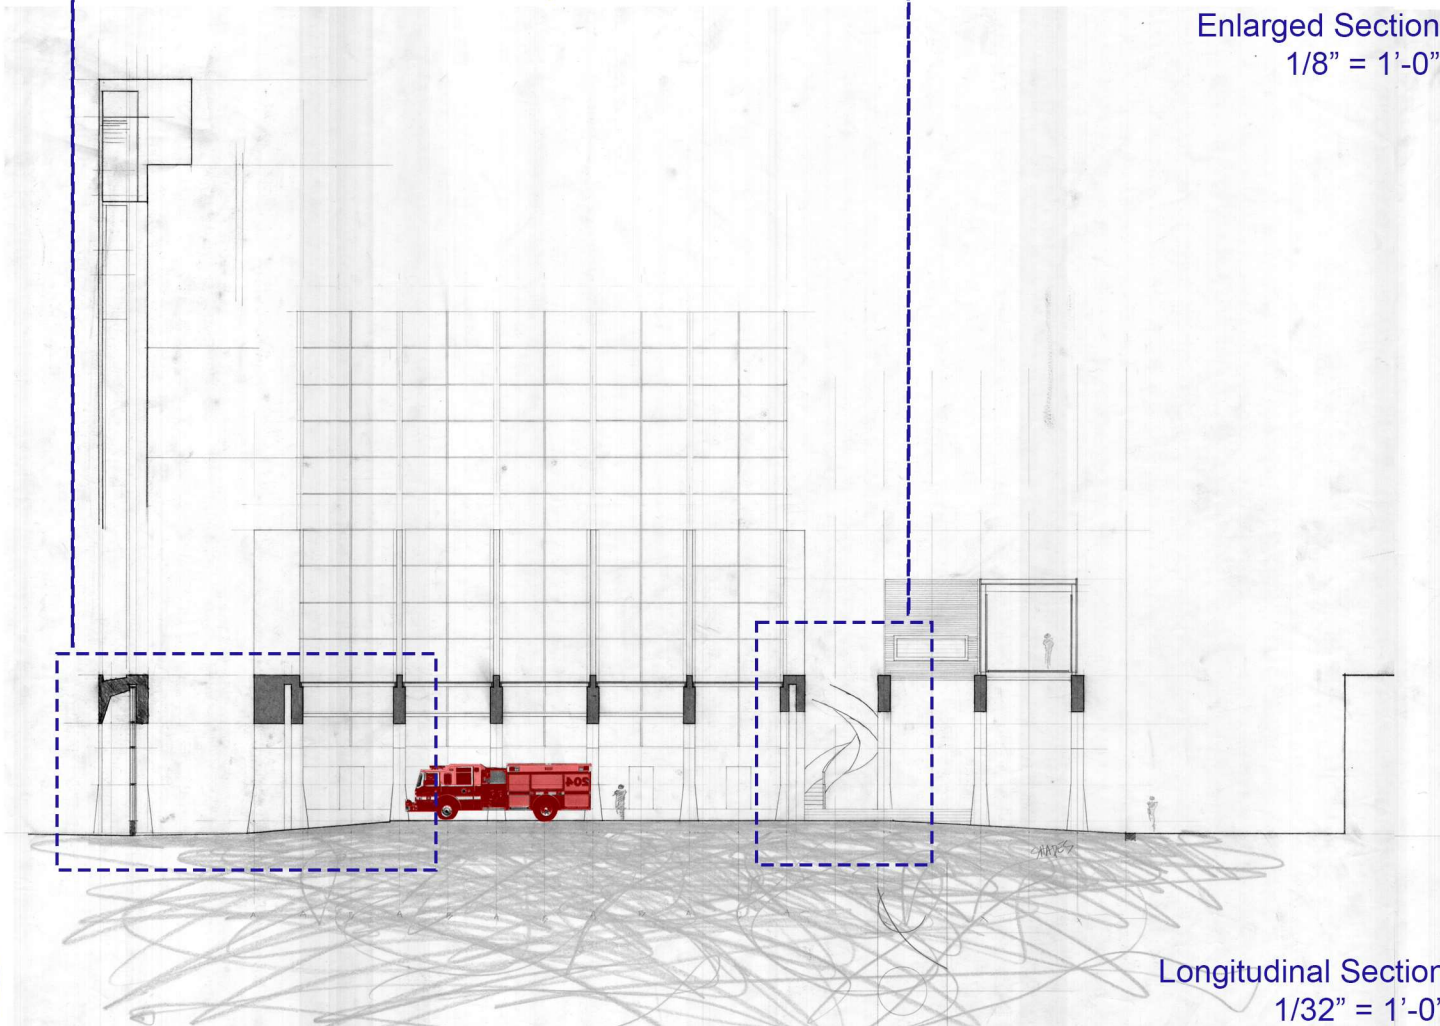 Enlarged Section
1/8” = 1’-0”
204
Longitudinal Section
1/32” = 1’-0”